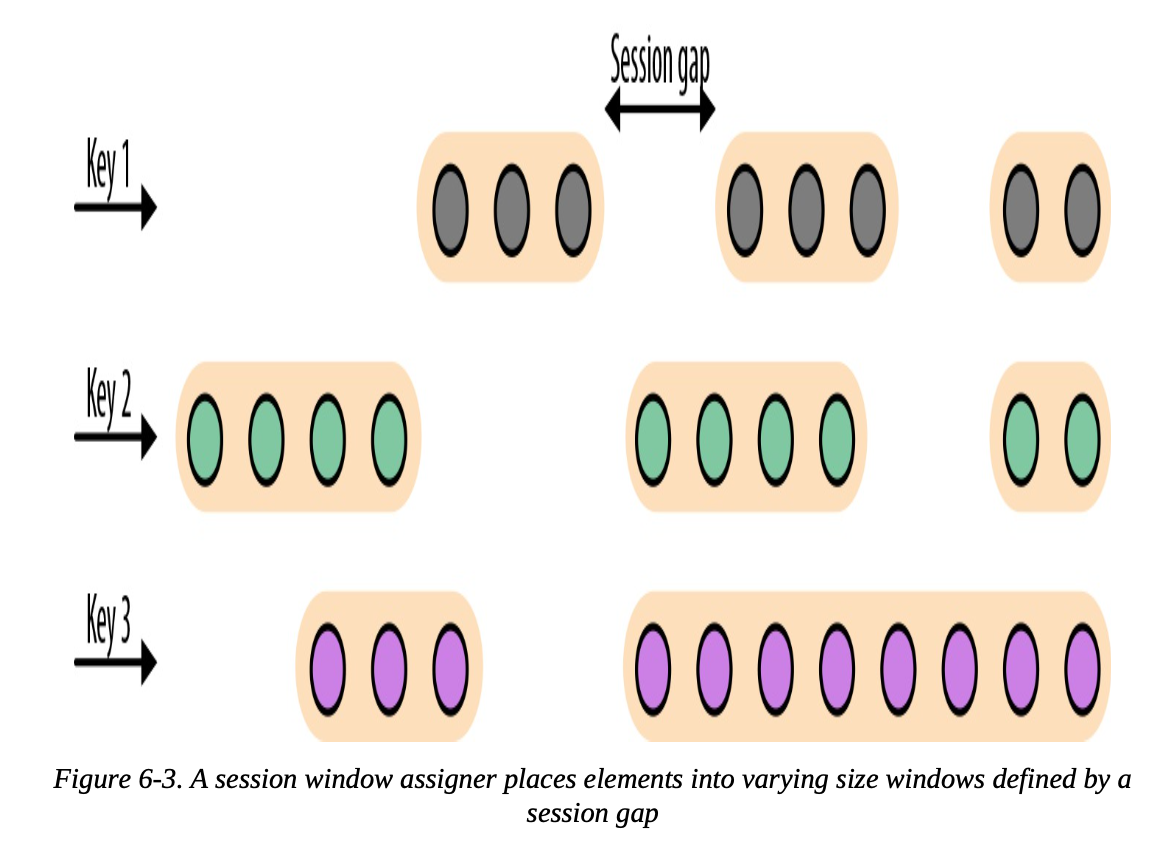 Session gap
Key 1
Key 2
Key 3
Figure 6-3. A session window assigner places elements into varying size windows defined by a
session gap